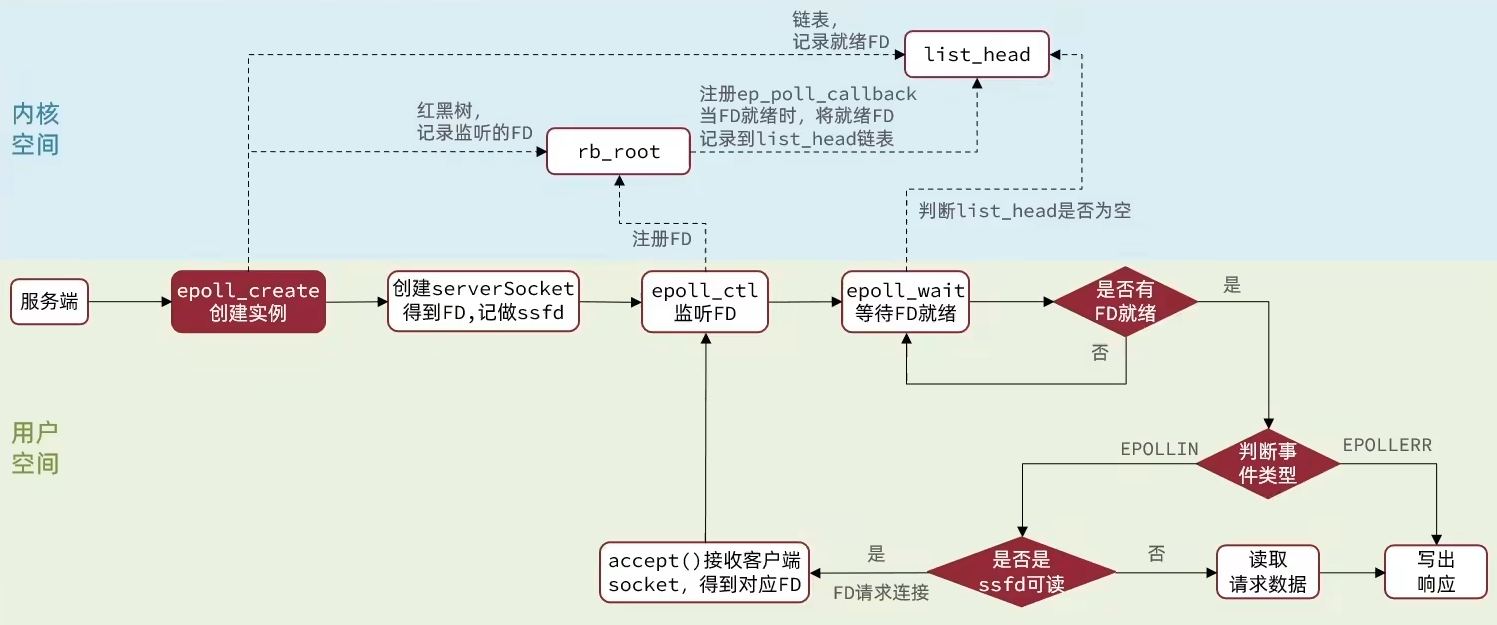 链表，
记录就绪FD
list_head
内核
空间
红黑树，
记录监听的FD
rb_root
注册ep_poll_callback
当FD就绪时，将就绪FD
记录到list_head链表
注册FD
判断list_head是否为空
服务端
epoll_create
创建实例
创建serverSocket
得到FD,记做ssfd
epoll_ctl
监听FD
epoll_wait
等待FD就绪
是否有
FD就绪
是
否
用户
空间
EPOLLIN
判断事
件类型
EPOLLERR
accept()接收客户端
socket，得到对应FD
是
FD请求连接
是否是
ssfd可读
否
读取
请求数据
写出
响应